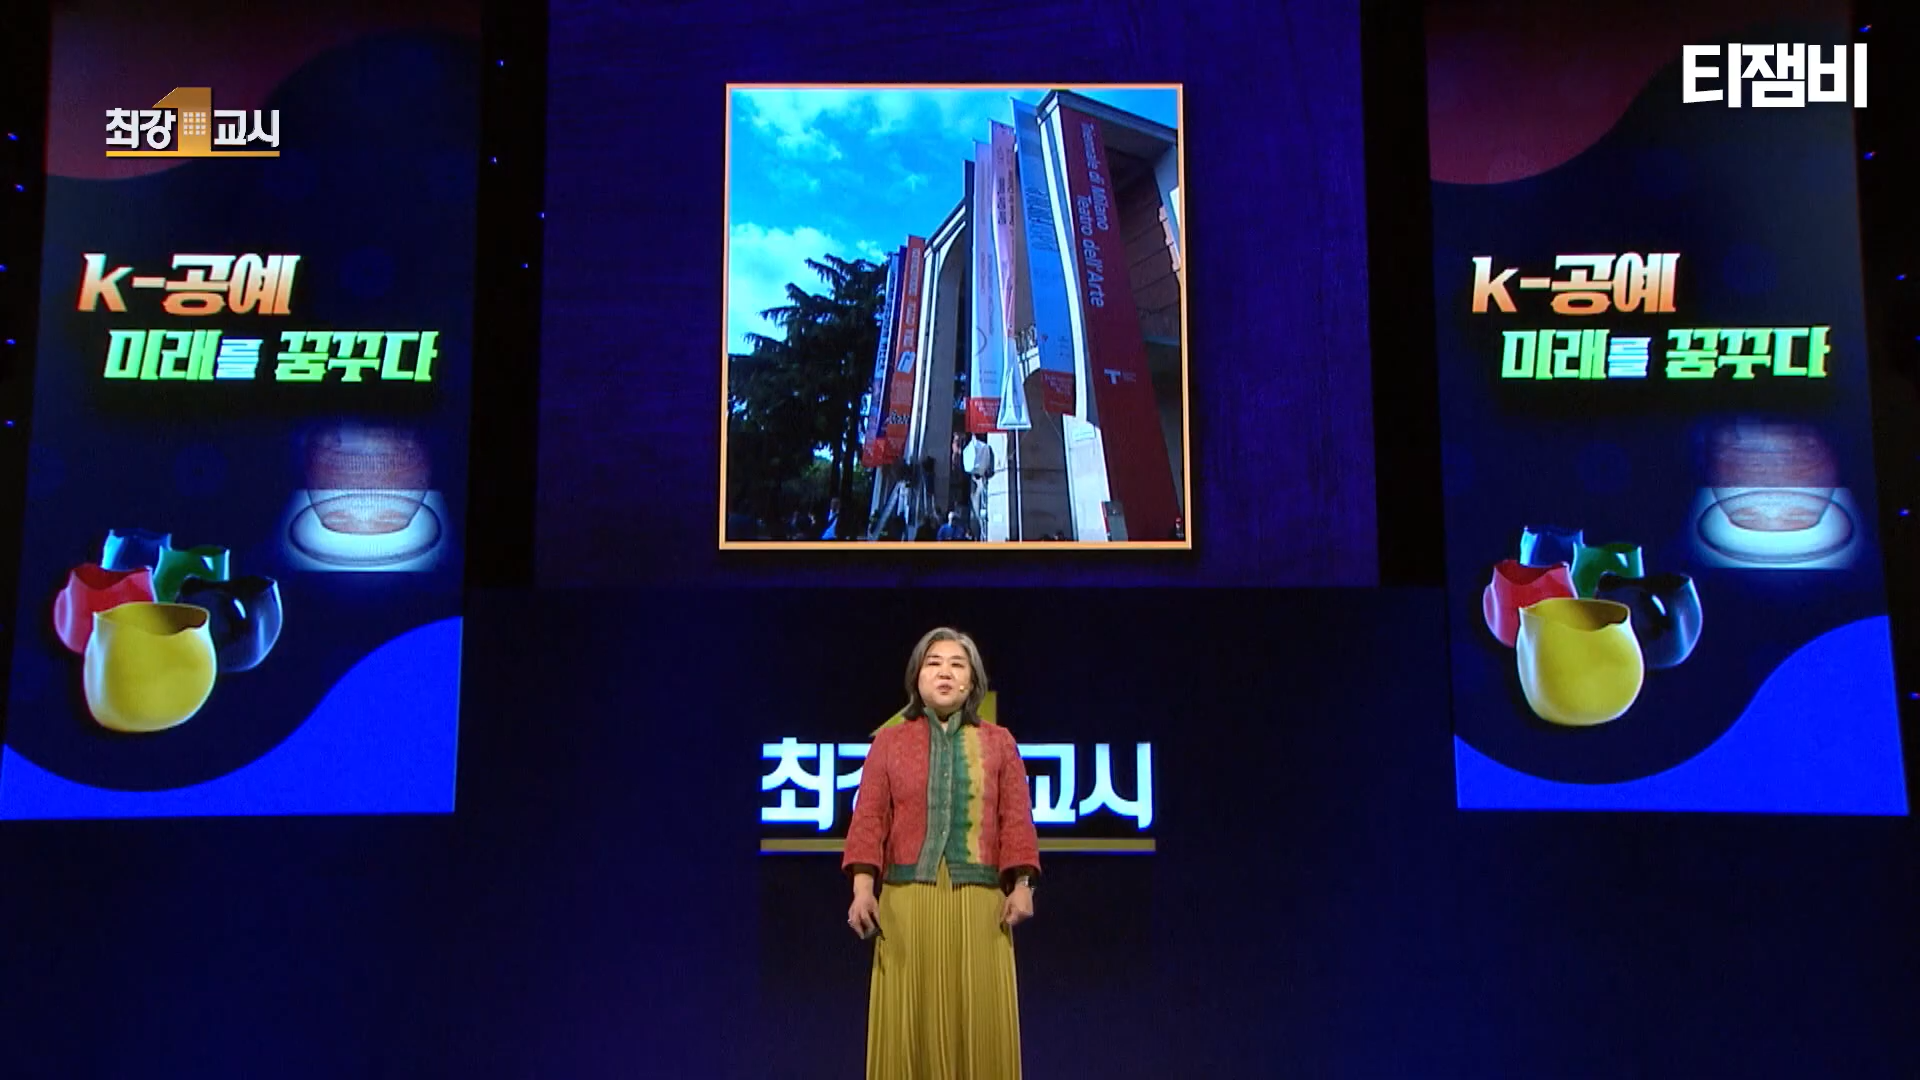 최강1교시
티잼비
k-공예
미래를 꿈꾸다
Triennale di Milano
Teatro dell'Arte
k-공예
미래를 꿈꾸다
최강 교시